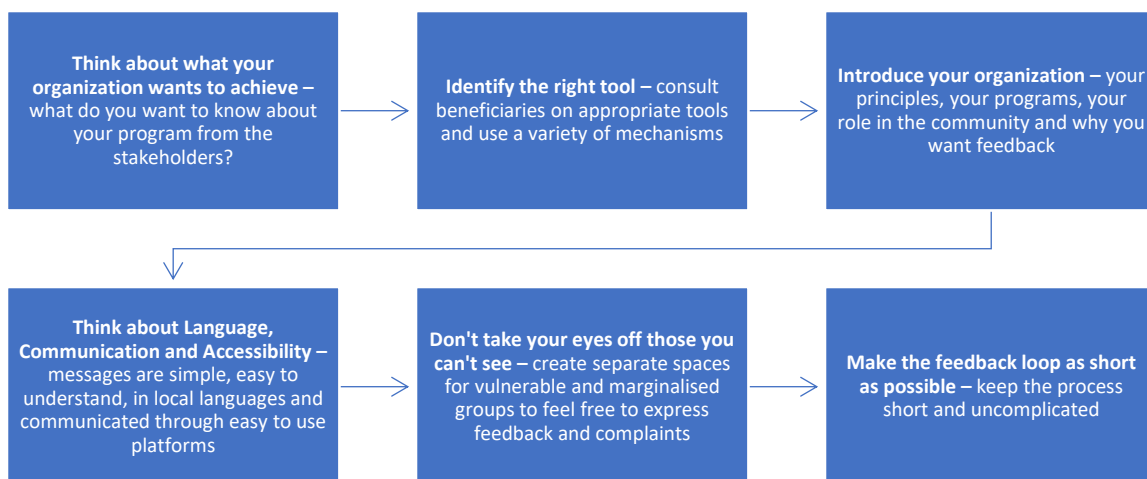 Think about what your
organization wants to achieve –
what do you want to know about
your program from the
stakeholders?
Identify the right tool – consult
beneficiaries on appropriate tools
and use a variety of mechanisms
Introduce your organization – your
principles, your programs, your
role in the community and why you
want feedback
Think about Language,
Communication and Accessibility –
messages are simple, easy to
understand, in local languages and
communicated through easy to use
platforms
Don't take your eyes off those you
can't see – create separate spaces
for vulnerable and marginalised
groups to feel free to express
feedback and complaints
Make the feedback loop as short
as possible – keep the process
short and uncomplicated